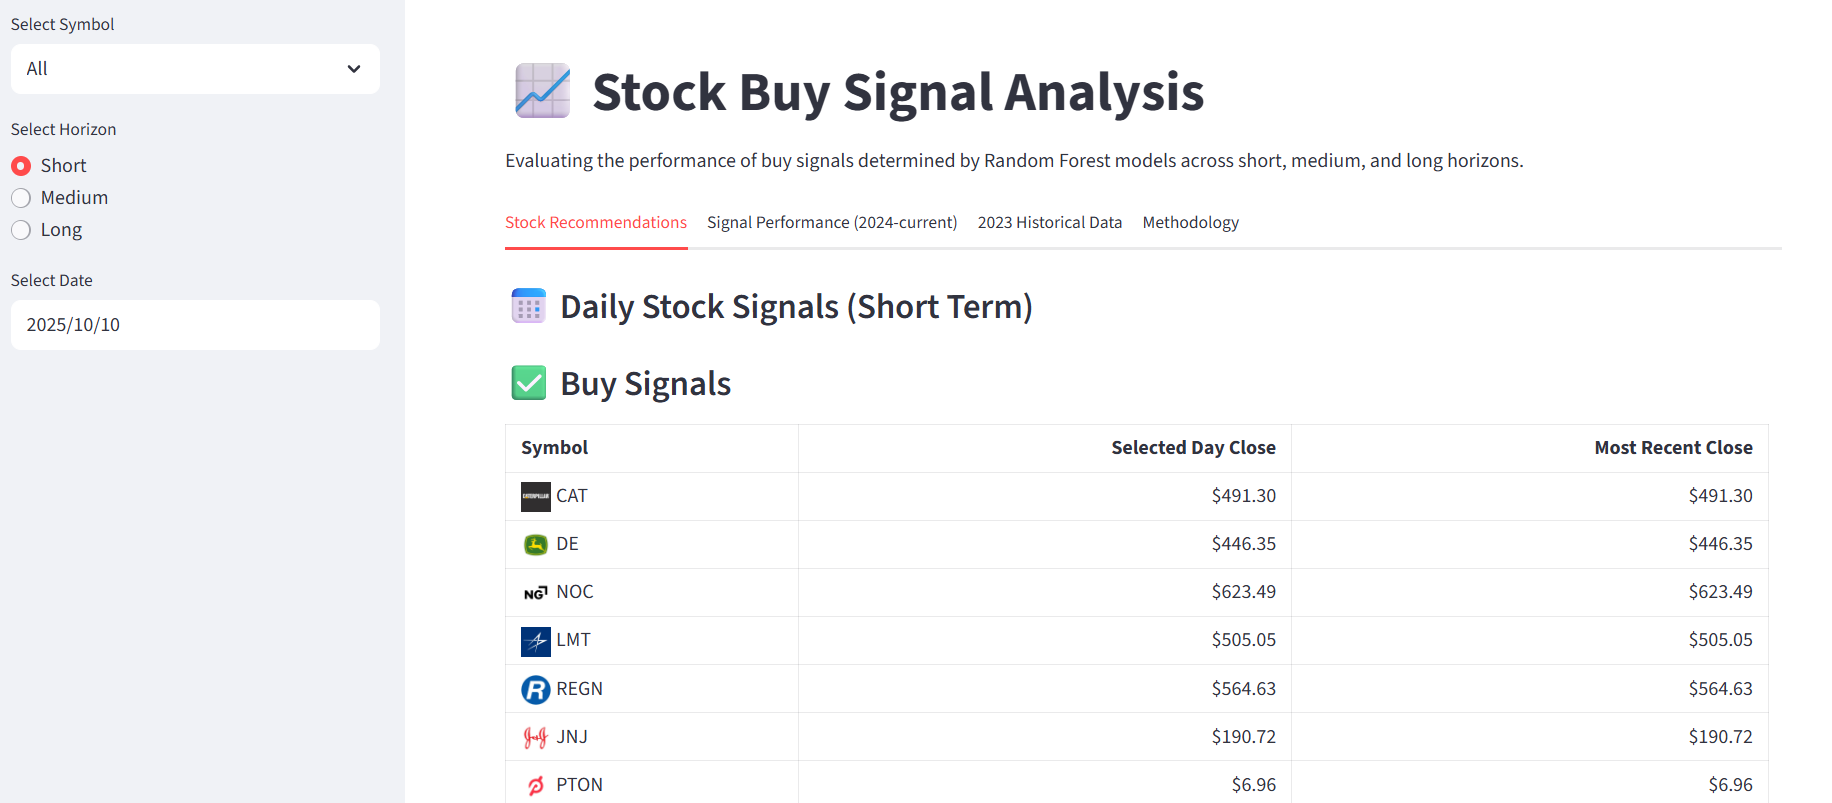 Select Symbol
All
Select Horizon
Short
Medium
Long
Select Date
2025/10/10
Stock Buy Signal Analysis
Evaluating the performance of buy signals determined by Random Forest models across short, medium, and long horizons.
Stock Recommendations Signal Performance (2024-current) 2023 Historical Data Methodology
Daily Stock Signals (Short Term)
Buy Signals
Symbol Selected Day Close Most Recent Close
CATERPILLAR CAT $491.30 $491.30
DE $446.35 $446.35
NG NOC $623.49 $623.49
LMT $505.05 $505.05
R REGN $564.63 $564.63
J&J JNJ $190.72 $190.72
PTON $6.96 $6.96